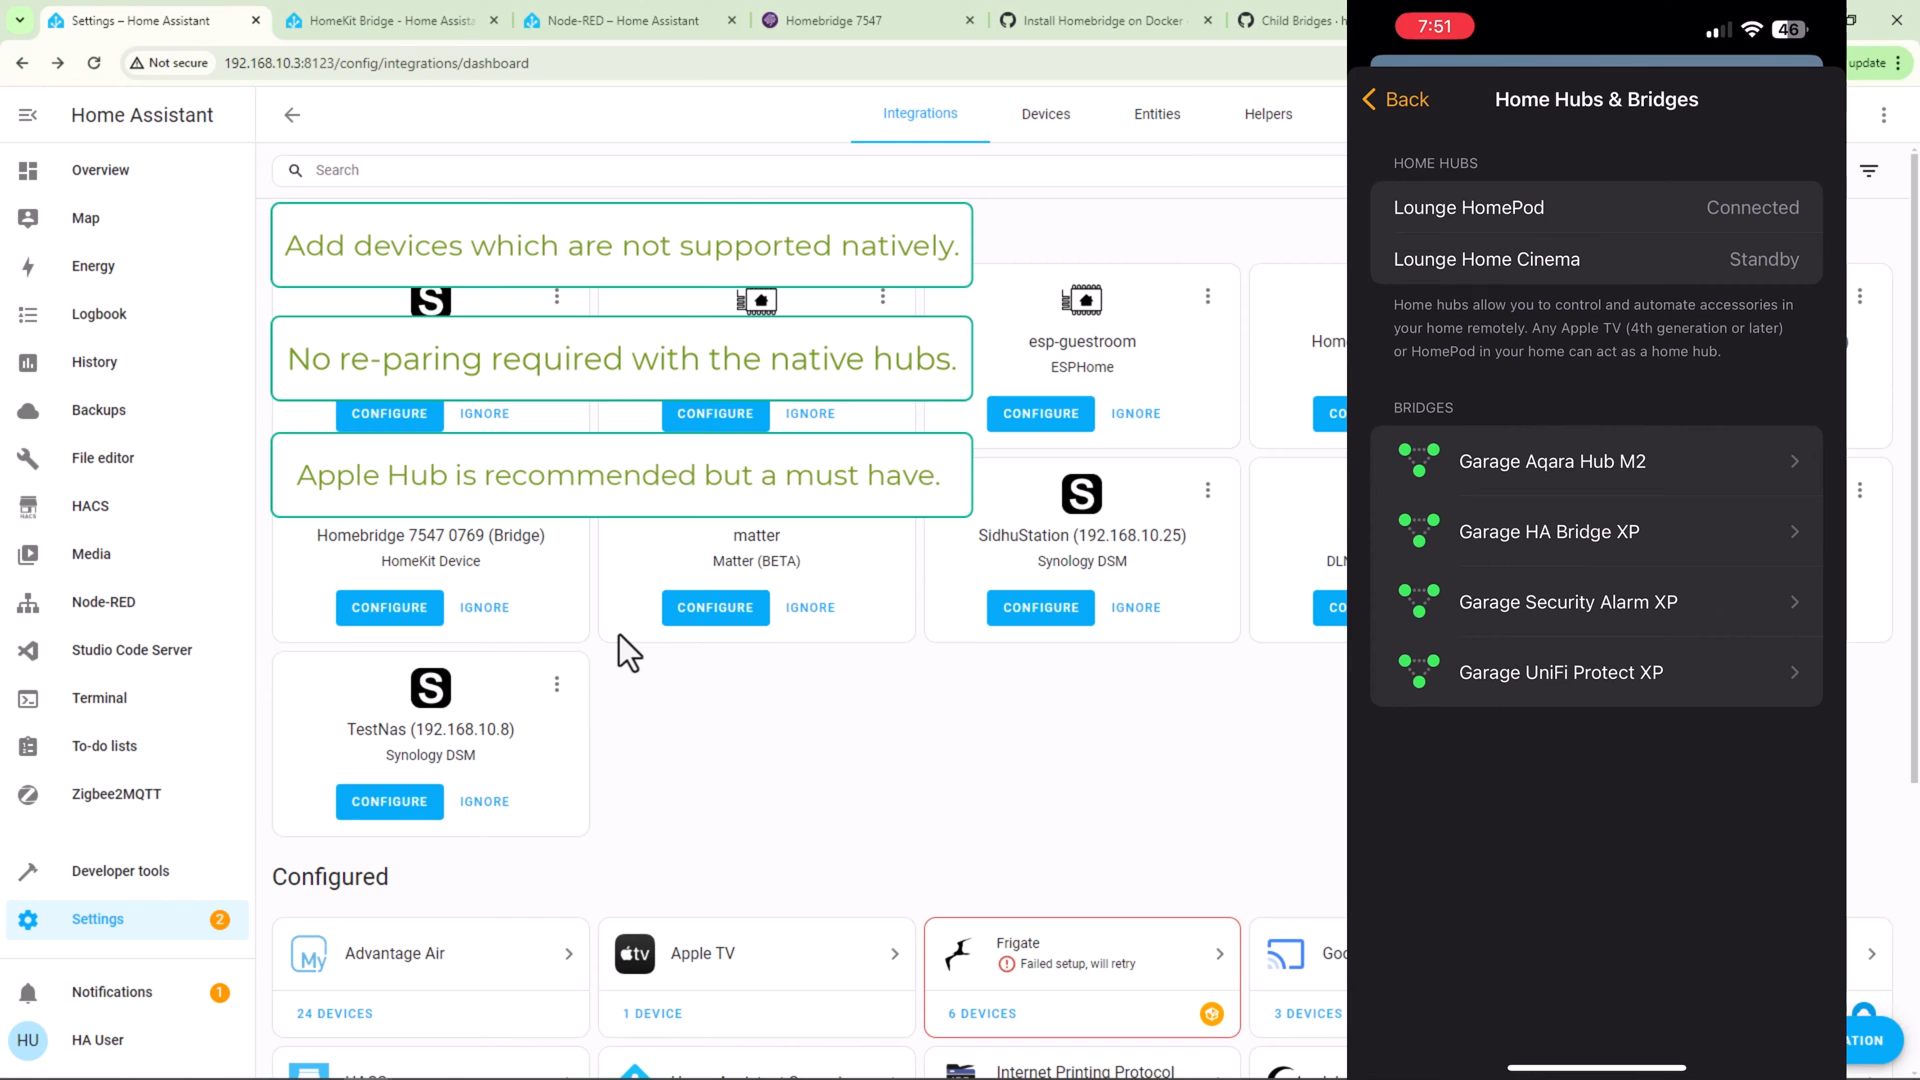 Settings – Home Assistant
HomeKit Bridge - Home Assista
Node-RED – Home Assistant
Homebridge 7547
Install Homebridge on Docker
Child Bridges · h
Not secure
192.168.10.3:8123/config/integrations/dashboard
update
Home Assistant
Integrations
Devices
Entities
Helpers
Search
Overview
Map
Energy
Logbook
History
Backups
File editor
HACS
Media
Node-RED
Studio Code Server
Terminal
To-do lists
Zigbee2MQTT
Developer tools
Settings
2
Notifications
1
HU
HA User
Add devices which are not supported natively.
No re-paring required with the native hubs.
Apple Hub is recommended but a must have.
CONFIGURE
IGNORE
CONFIGURE
IGNORE
esp-guestroom
ESPHome
CONFIGURE
IGNORE
Hom
CO
S
S
Homebridge 7547 0769 (Bridge)
HomeKit Device
CONFIGURE
IGNORE
matter
Matter (BETA)
CONFIGURE
IGNORE
SidhuStation (192.168.10.25)
Synology DSM
CONFIGURE
IGNORE
DLN
CO
S
TestNas (192.168.10.8)
Synology DSM
CONFIGURE
IGNORE
Configured
My
Advantage Air
24 DEVICES
tv
Apple TV
1 DEVICE
Frigate
Failed setup, will retry
6 DEVICES
Goo
3 DEVICES
Internet Printing Protocol
ATION
7:51
46
Back
Home Hubs & Bridges
HOME HUBS
Lounge HomePod
Connected
Lounge Home Cinema
Standby
Home hubs allow you to control and automate accessories in
your home remotely. Any Apple TV (4th generation or later)
or HomePod in your home can act as a home hub.
BRIDGES
Garage Aqara Hub M2
Garage HA Bridge XP
Garage Security Alarm XP
Garage UniFi Protect XP